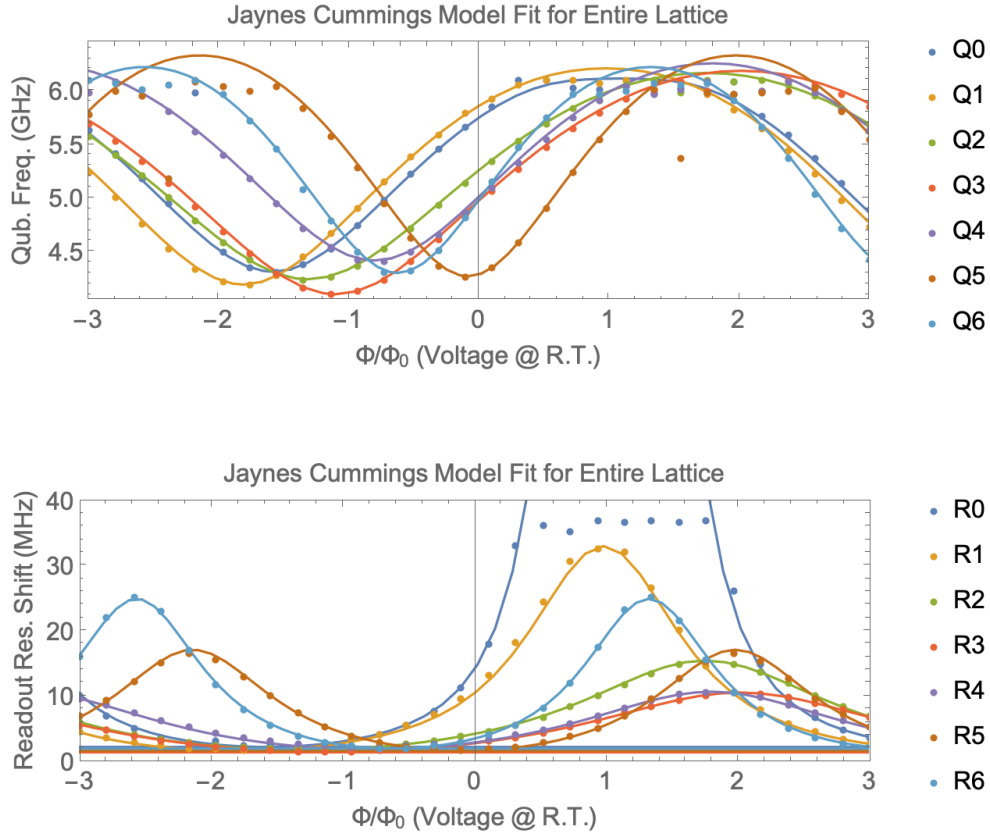 Jaynes Cummings Model Fit for Entire Lattice
Qub. Freq. (GHz)
6.0
5.5
5.0
4.5
−3
−2
−1
0
1
2
3
Φ/Φ₀ (Voltage @ R.T.)
Q0
Q1
Q2
Q3
Q4
Q5
Q6
Jaynes Cummings Model Fit for Entire Lattice
Readout Res. Shift (MHz)
40
30
20
10
0
−3
−2
−1
0
1
2
3
Φ/Φ₀ (Voltage @ R.T.)
R0
R1
R2
R3
R4
R5
R6